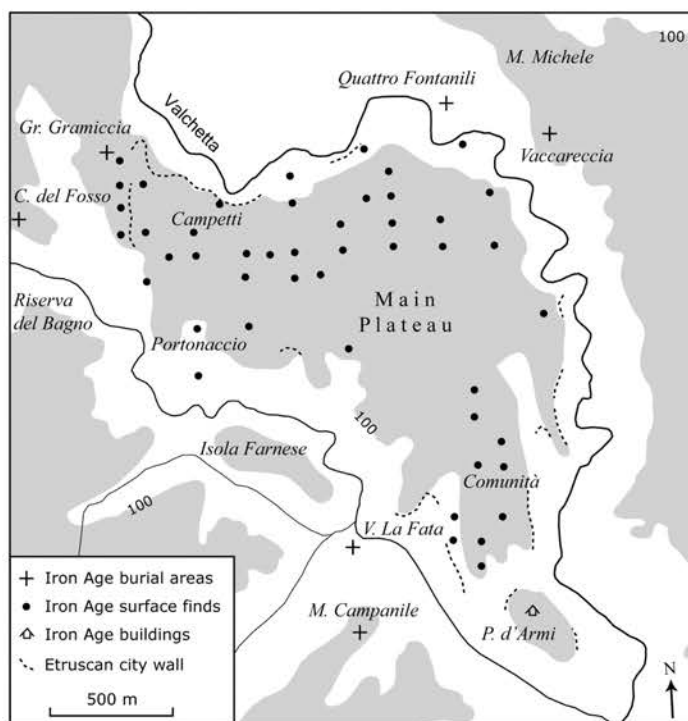 100
M. Michele
Quattro Fontanili
Valchetta
Gr. Gramiccia
Vaccareccia
C. del Fosso
Campetti
Riserva
del Bagno
Main
Plateau
Portonaccio
100
Isola Farnese
Comunità
100
V. La Fata
M. Campanile
P. d'Armi
Iron Age burial areas
Iron Age surface finds
Iron Age buildings
Etruscan city wall
500 m
N